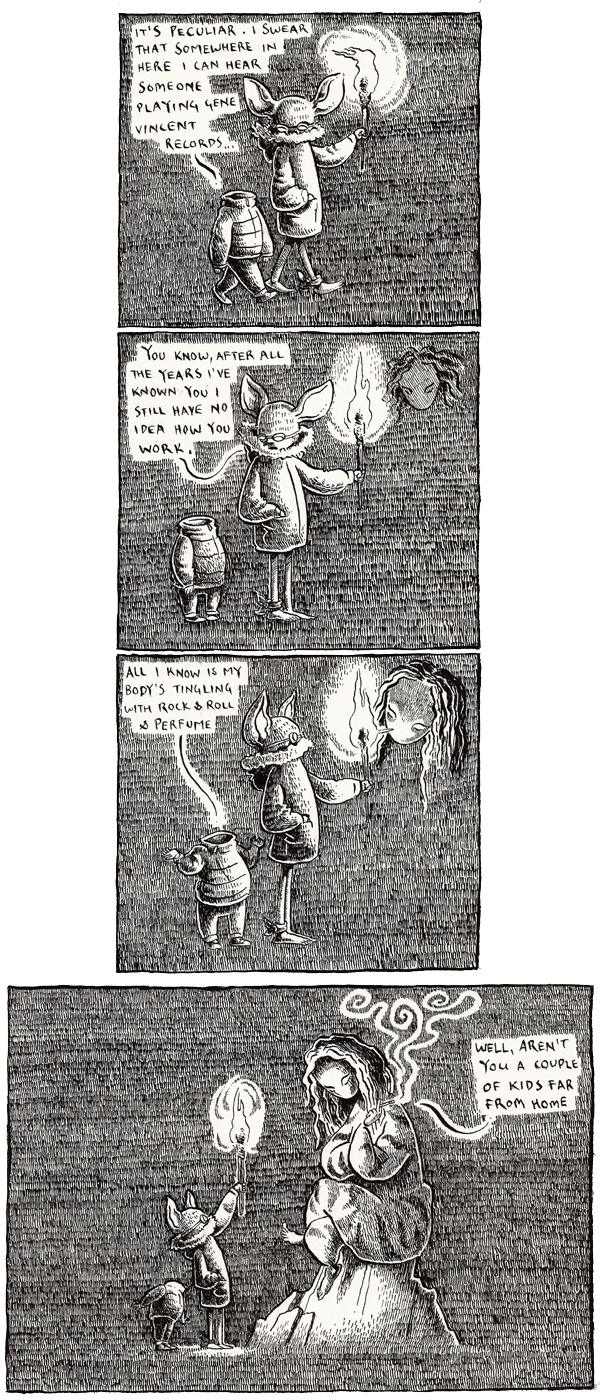 IT'S PECULIAR. I SWEAR
THAT SOMEWHERE IN
HERE I CAN HEAR
SOMEONE
PLAYING GENE
VINCENT
RECORDS...
YOU KNOW, AFTER ALL
THE YEARS I'VE
KNOWN YOU I
STILL HAVE NO
IDEA HOW YOU
WORK.
ALL I KNOW IS MY
BODY'S TINGLING
WITH ROCK & ROLL
& PERFUME
WELL, AREN'T
YOU A COUPLE
OF KIDS FAR
FROM HOME